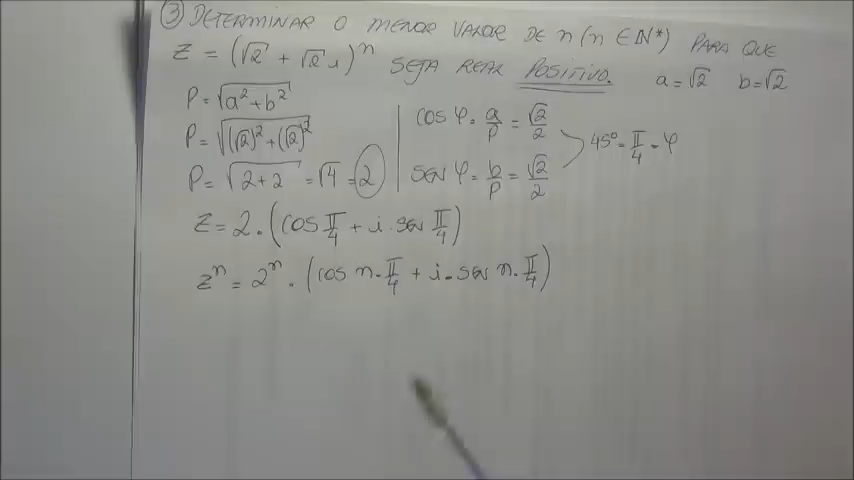 ③ DETERMINAR O MENOR VALOR DE n (n ∈ ℕ*) PARA QUE
Z = (√2 + √2 i)ⁿ SEJA REAL POSITIVO. a = √2 b = √2
P = √(a² + b²)
P = √((√2)² + (√2)²)
P = √(2 + 2) = √4 = 2
cos φ = a/P = √2/2
SEN φ = b/P = √2/2
45° = π/4 = φ
Z = 2 · (cos π/4 + i · SEN π/4)
Zⁿ = 2ⁿ · (cos n · π/4 + i · SEN n · π/4)